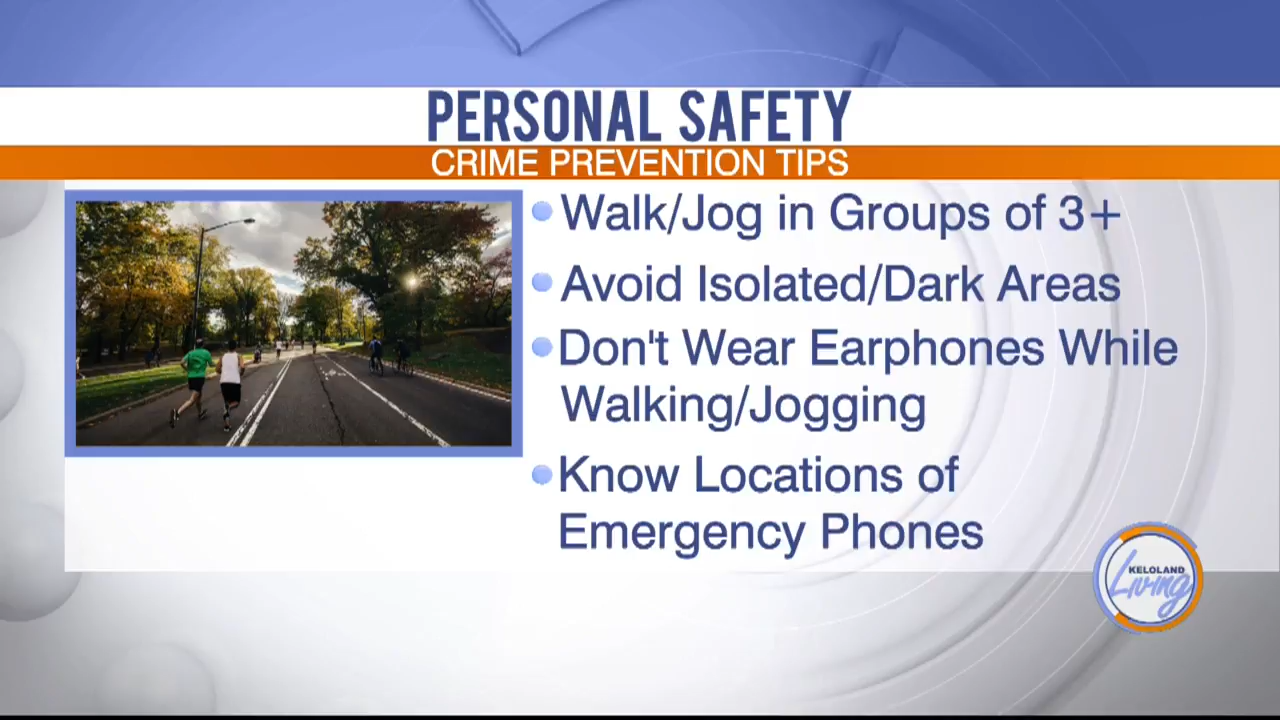 PERSONAL SAFETY
CRIME PREVENTION TIPS
Walk/Jog in Groups of 3+
Avoid Isolated/Dark Areas
Don't Wear Earphones While
Walking/Jogging
Know Locations of
Emergency Phones
KELOLAND
Living